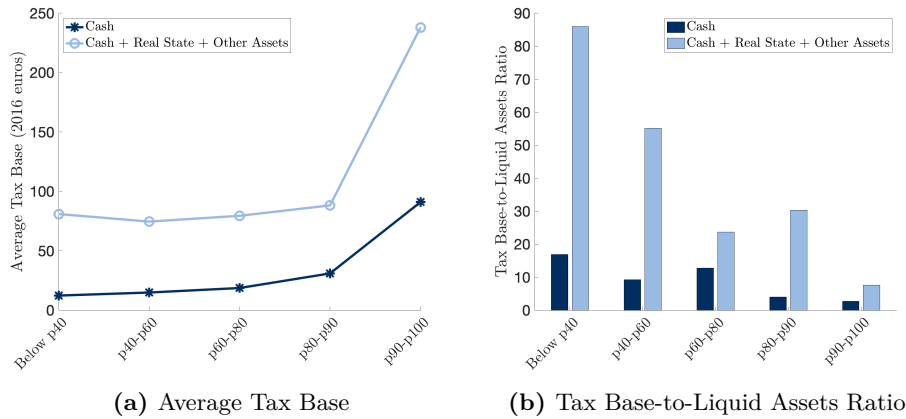 Cash
Cash + Real State + Other Assets
Average Tax Base (2016 euros)
250
200
150
100
50
0
Below p40
p40-p60
p60-p80
p80-p90
p90-p100
(a) Average Tax Base
Cash
Cash + Real State + Other Assets
Tax Base-to-Liquid Assets Ratio
90
80
70
60
50
40
30
20
10
0
Below p40
p40-p60
p60-p80
p80-p90
p90-p100
(b) Tax Base-to-Liquid Assets Ratio